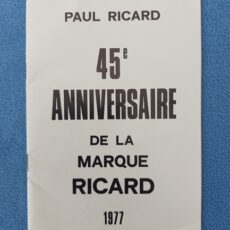 PAUL RICARD
45e
ANNIVERSAIRE
DE LA
MARQUE
RICARD
1977